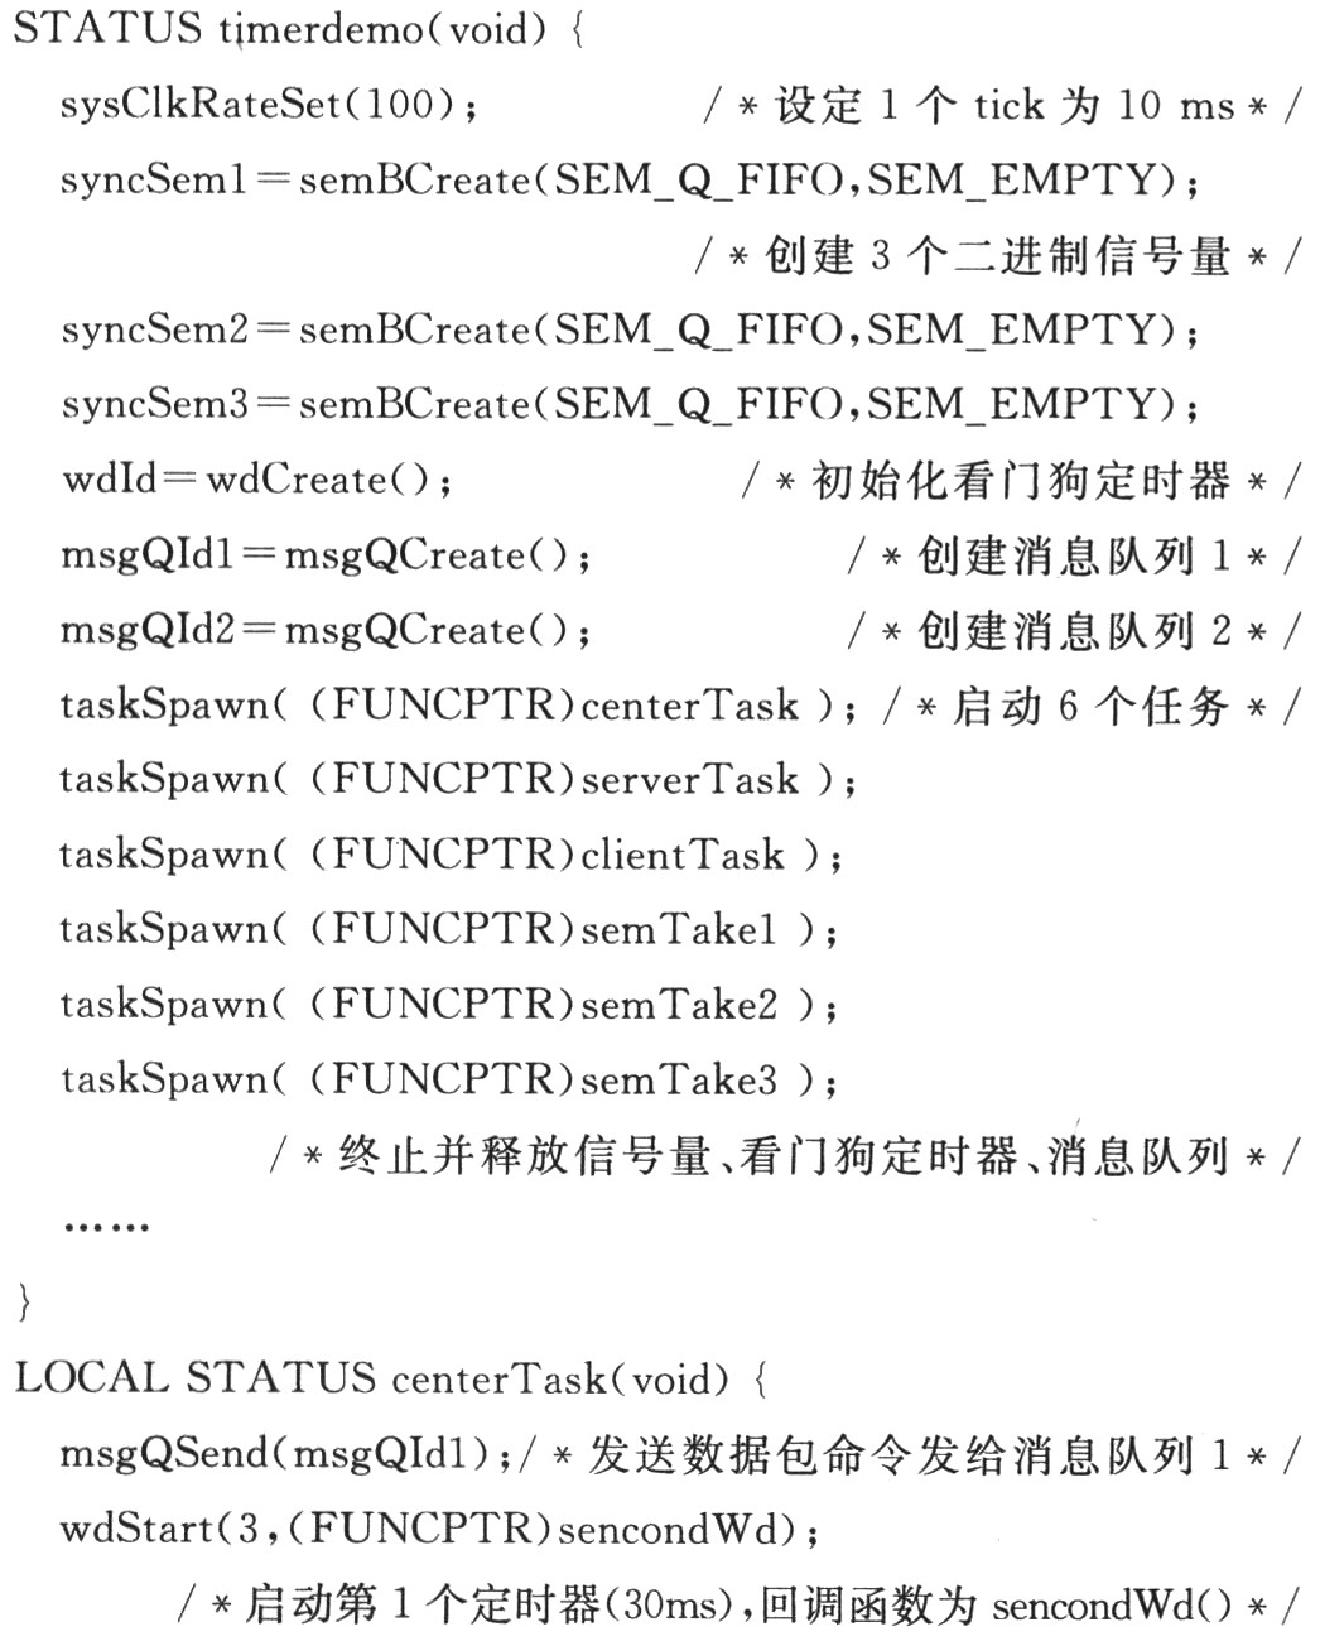 STATUS timerdemo(void) {
sysClkRateSet(100); /* 设定 1 个 tick 为 10 ms */
syncSem1=semBCreate(SEM_Q_FIFO,SEM_EMPTY);
/* 创建 3 个二进制信号量 */
syncSem2=semBCreate(SEM_Q_FIFO,SEM_EMPTY);
syncSem3=semBCreate(SEM_Q_FIFO,SEM_EMPTY);
wdId=wdCreate(); /* 初始化看门狗定时器 */
msgQId1=msgQCreate(); /* 创建消息队列 1 */
msgQId2=msgQCreate(); /* 创建消息队列 2 */
taskSpawn( (FUNCPTR)centerTask ); /* 启动 6 个任务 */
taskSpawn( (FUNCPTR)serverTask );
taskSpawn( (FUNCPTR)clientTask );
taskSpawn( (FUNCPTR)semTake1 );
taskSpawn( (FUNCPTR)semTake2 );
taskSpawn( (FUNCPTR)semTake3 );
/* 终止并释放信号量、看门狗定时器、消息队列 */
……
}
LOCAL STATUS centerTask(void) {
msgQSend(msgQId1);/* 发送数据包命令发给消息队列 1 */
wdStart(3,(FUNCPTR)sencondWd);
/* 启动第 1 个定时器(30ms),回调函数为 sencondWd() */